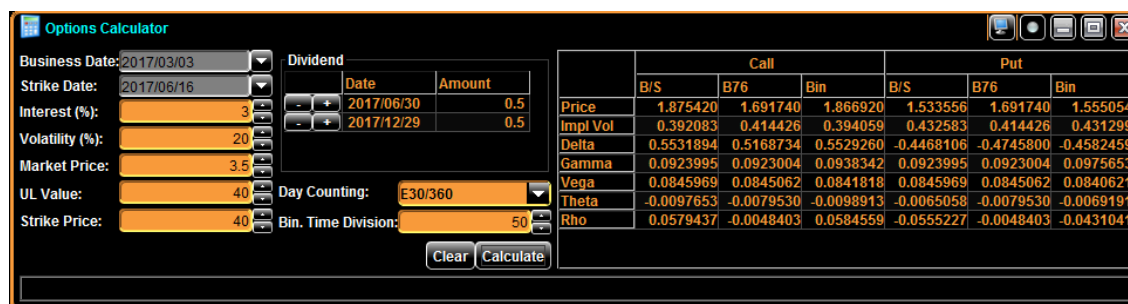 Options Calculator
Business Date: 2017/03/03
Strike Date: 2017/06/16
Interest (%): 3
Volatility (%): 20
Market Price: 3.5
UL Value: 40
Strike Price: 40
Dividend
Date Amount
- + 2017/06/30 0.5
- + 2017/12/29 0.5
Day Counting: E30/360
Bin. Time Division: 50
Clear Calculate
Call Put
B/S B76 Bin B/S B76 Bin
Price 1.875420 1.691740 1.866920 1.533556 1.691740 1.555054
Impl Vol 0.392083 0.414426 0.394059 0.432583 0.414426 0.431299
Delta 0.5531894 0.5168734 0.5529260 -0.4468106 -0.4745800 -0.4582459
Gamma 0.0923995 0.0923004 0.0938342 0.0923995 0.0923004 0.0975653
Vega 0.0845969 0.0845062 0.0841818 0.0845969 0.0845062 0.0840621
Theta -0.0097653 -0.0079530 -0.0098913 -0.0065058 -0.0079530 -0.0069191
Rho 0.0579437 -0.0048403 0.0584559 -0.0555227 -0.0048403 -0.0431041